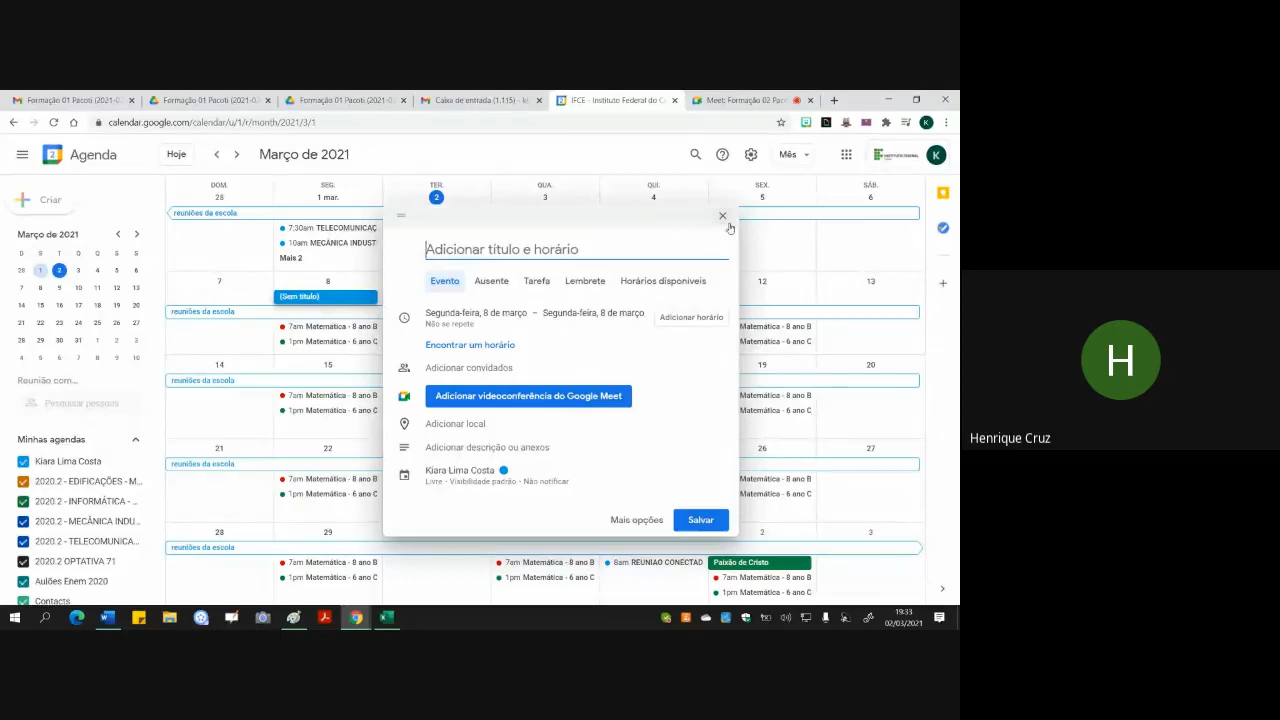 Formação 01 Pacoti (2021-0
Formação 01 Pacoti (2021-0
Formação 01 Pacoti (2021-0
Caixa de entrada (1.115) - k
IFCE - Instituto Federal do C
Meet: Formação 02 Pac
calendar.google.com/calendar/u/1/r/month/2021/3/1
Agenda
Hoje
Março de 2021
Mês
INSTITUTO FEDERAL
K
Criar
DOM.
SEG.
TER.
QUA.
QUI.
SEX.
SÁB.
28
1 mar.
2
3
4
5
6
reuniões da escola
7:30am TELECOMUNICAÇ
10am MECÂNICA INDUST
Mais 2
Março de 2021
D S T Q Q S S
28 1 2 3 4 5 6
7 8 9 10 11 12 13
14 15 16 17 18 19 20
21 22 23 24 25 26 27
28 29 30 31 1 2 3
4 5 6 7 8 9 10
Reunião com...
Pesquisar pessoas
Minhas agendas
Kiara Lima Costa
2020.2 - EDIFICAÇÕES - M...
2020.2 - INFORMÁTICA - ...
2020.2 - MECÂNICA INDU...
2020.2 - TELECOMUNICA...
2020.2 OPTATIVA 71
Aulões Enem 2020
Contacts
7
8
12
13
(Sem título)
reuniões da escola
7am Matemática - 8 ano B
1pm Matemática - 6 ano C
Matemática - 8 ano B
Matemática - 6 ano C
14
15
19
20
reuniões da escola
7am Matemática - 8 ano B
1pm Matemática - 6 ano C
Matemática - 8 ano B
Matemática - 6 ano C
21
22
26
27
reuniões da escola
7am Matemática - 8 ano B
1pm Matemática - 6 ano C
Matemática - 8 ano B
Matemática - 6 ano C
28
29
2
3
reuniões da escola
7am Matemática - 8 ano B
1pm Matemática - 6 ano C
7am Matemática - 8 ano B
1pm Matemática - 6 ano C
8am REUNIAO CONECTAD
Paixão de Cristo
7am Matemática - 8 ano B
1pm Matemática - 6 ano C
Adicionar título e horário
Evento
Ausente
Tarefa
Lembrete
Horários disponíveis
Segunda-feira, 8 de março – Segunda-feira, 8 de março
Adicionar horário
Não se repete
Encontrar um horário
Adicionar convidados
Adicionar videoconferência do Google Meet
Adicionar local
Adicionar descrição ou anexos
Kiara Lima Costa
Livre · Visibilidade padrão · Não notificar
Mais opções
Salvar
19:33
02/03/2021
H
Henrique Cruz